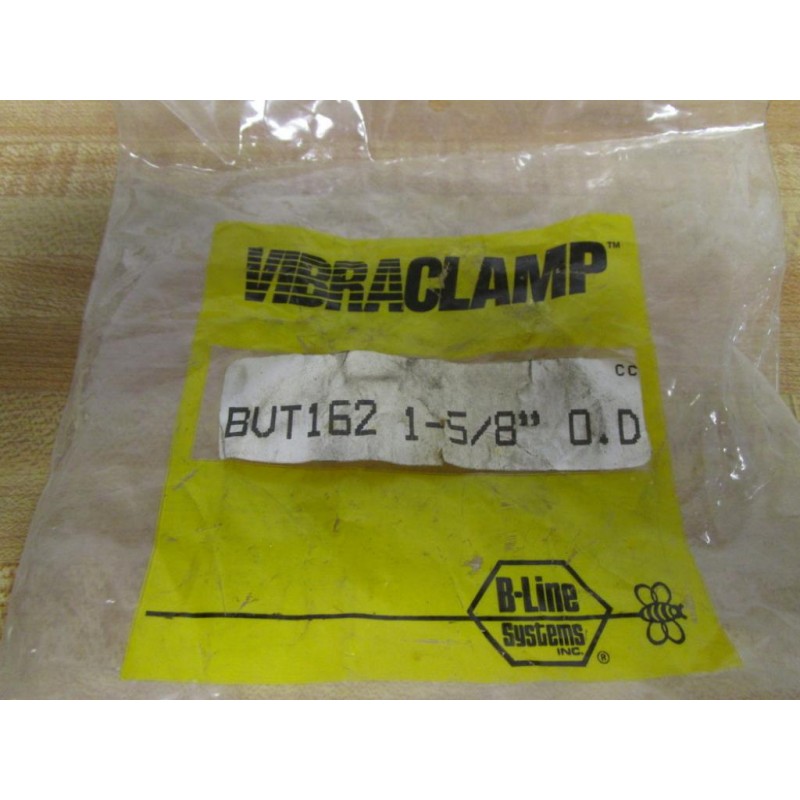 VIBRACLAMP™
CC
BVT162 1-5/8" O.D
B-Line
Systems
INC.
®